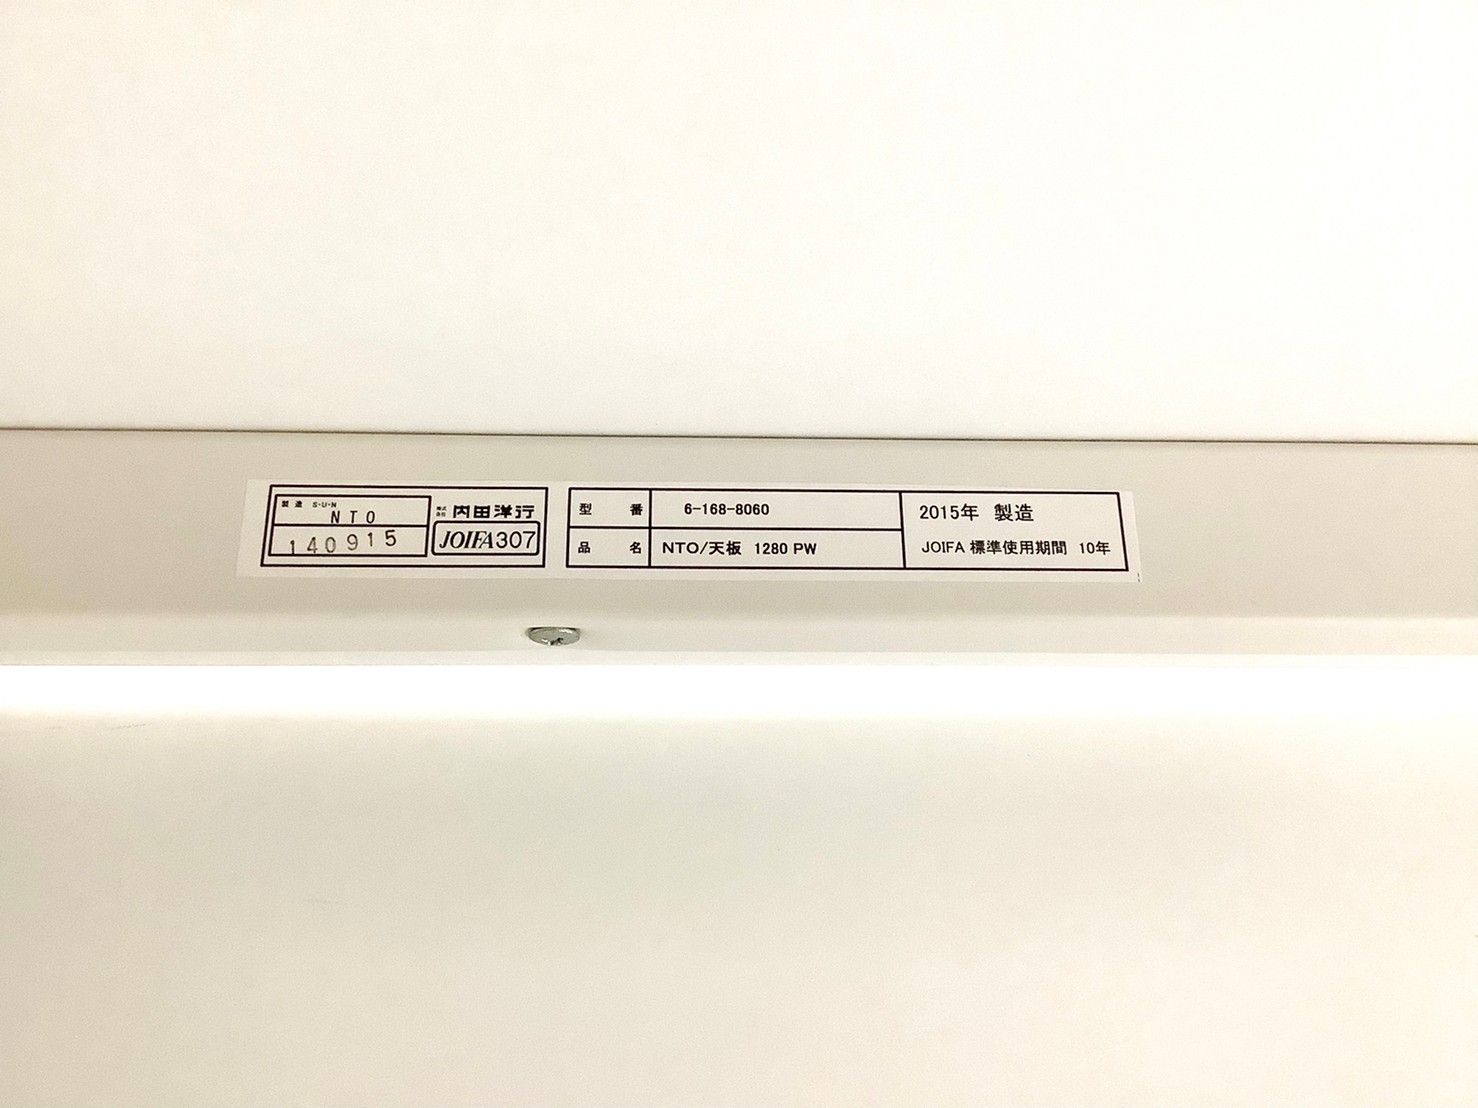 製造 S・U・N
NTO
140915
株式会社 内田洋行
JOIFA307
型番 6-168-8060
品名 NTO/天板 1280 PW
2015年 製造
JOIFA 標準使用期間 10年